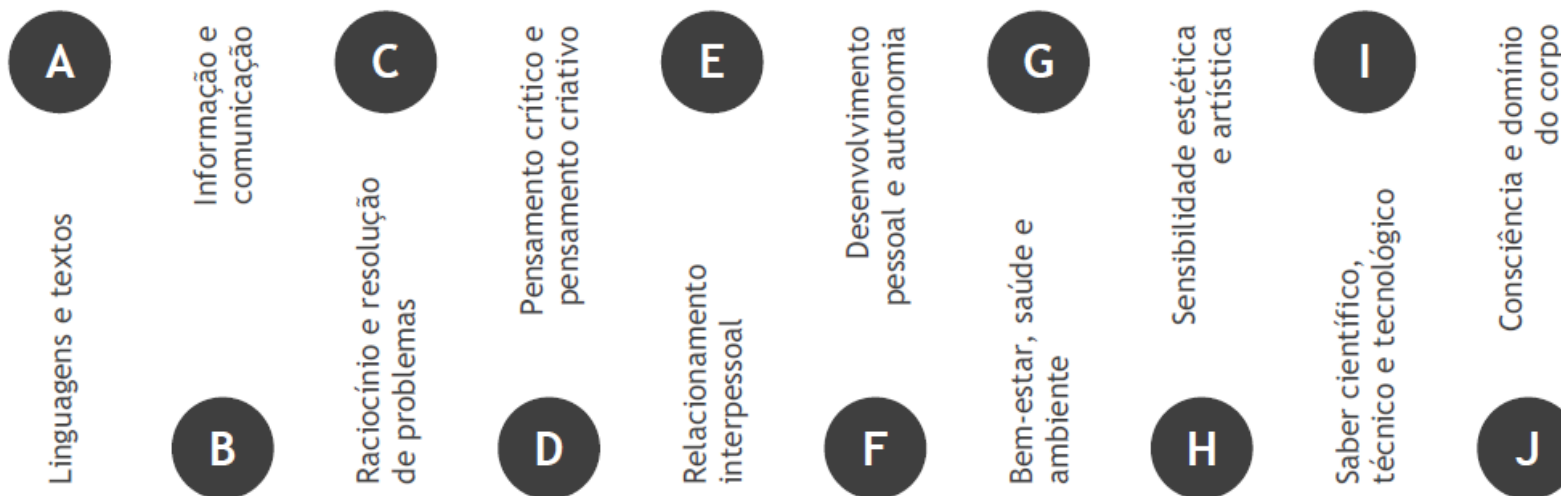 A
Linguagens e textos
Informação e
comunicação
B
C
Raciocínio e resolução
de problemas
Pensamento crítico e
pensamento criativo
D
E
Relacionamento
interpessoal
Desenvolvimento
pessoal e autonomia
F
G
Bem-estar, saúde e
ambiente
Sensibilidade estética
e artística
H
I
Saber científico,
técnico e tecnológico
Consciência e domínio
do corpo
J